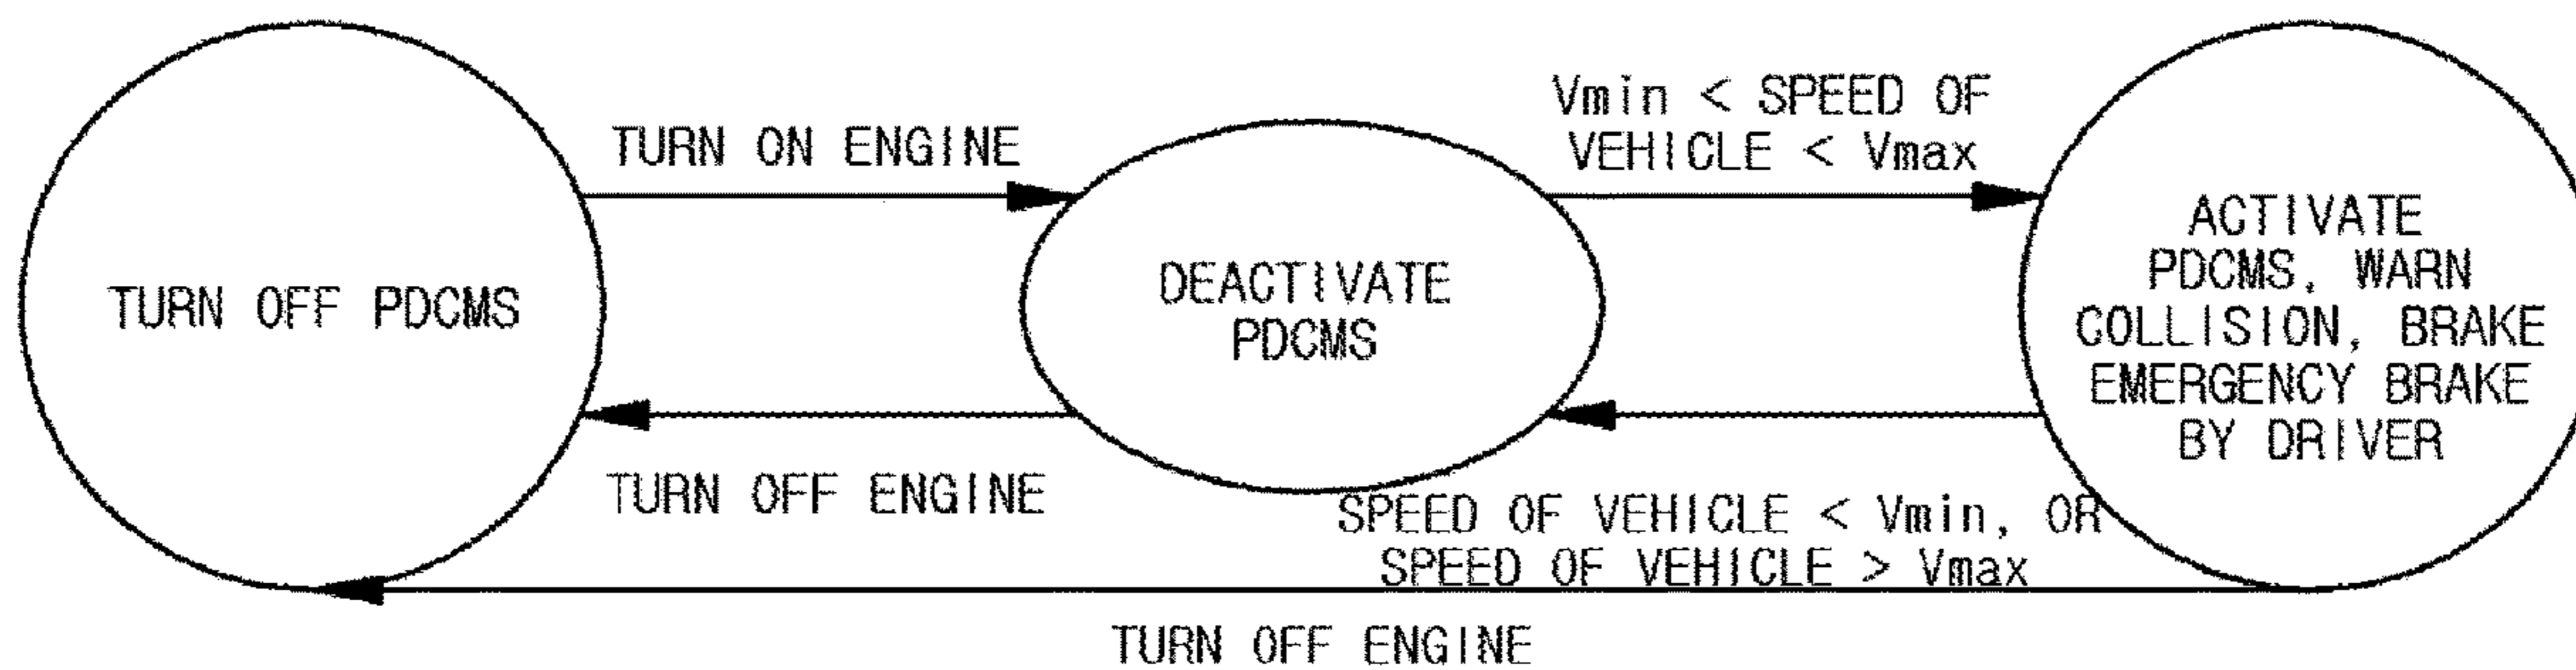 TURN OFF PDCMS
TURN ON ENGINE
TURN OFF ENGINE
DEACTIVATE
PDCMS
Vmin < SPEED OF
VEHICLE < Vmax
SPEED OF VEHICLE < Vmin, OR
SPEED OF VEHICLE > Vmax
ACTIVATE
PDCMS, WARN
COLLISION, BRAKE
EMERGENCY BRAKE
BY DRIVER
TURN OFF ENGINE